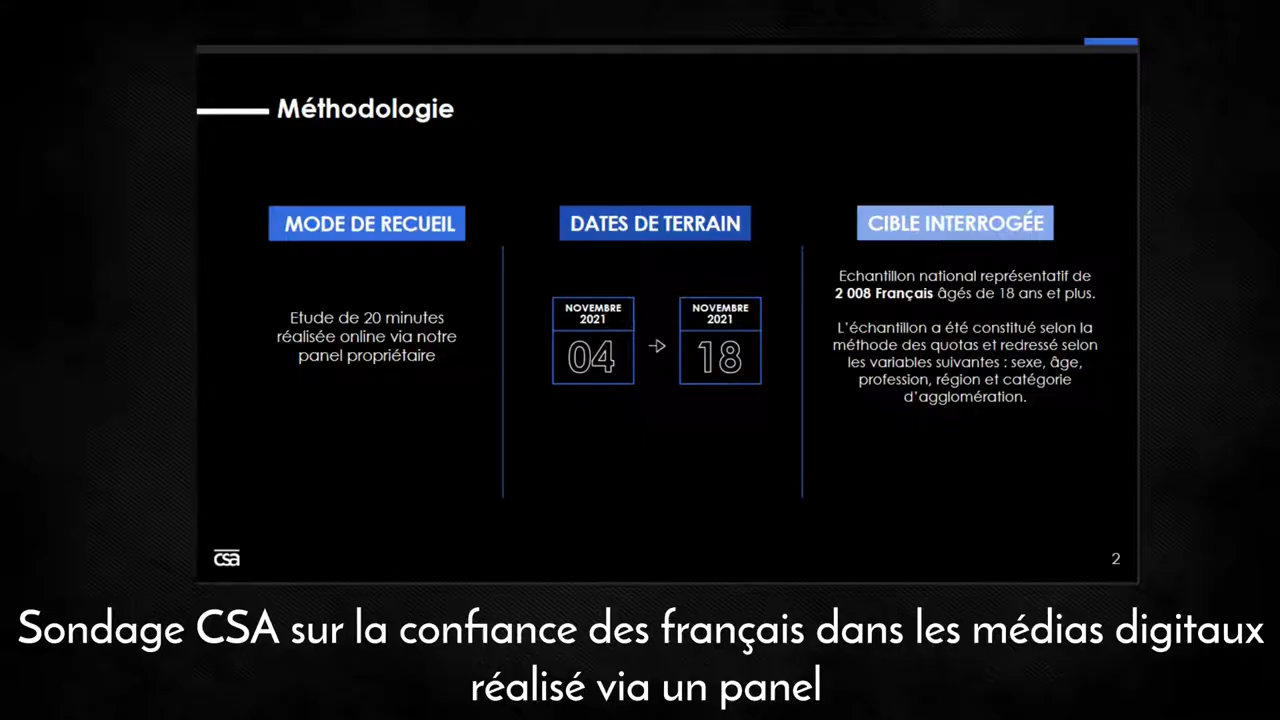 Méthodologie
MODE DE RECUEIL
Etude de 20 minutes
réalisée online via notre
panel propriétaire
DATES DE TERRAIN
NOVEMBRE
2021
04
NOVEMBRE
2021
18
CIBLE INTERROGÉE
Echantillon national représentatif de
2 008 Français âgés de 18 ans et plus.
L'échantillon a été constitué selon la
méthode des quotas et redressé selon
les variables suivantes : sexe, âge,
profession, région et catégorie
d'agglomération.
csa
2
Sondage CSA sur la confiance des français dans les médias digitaux
réalisé via un panel